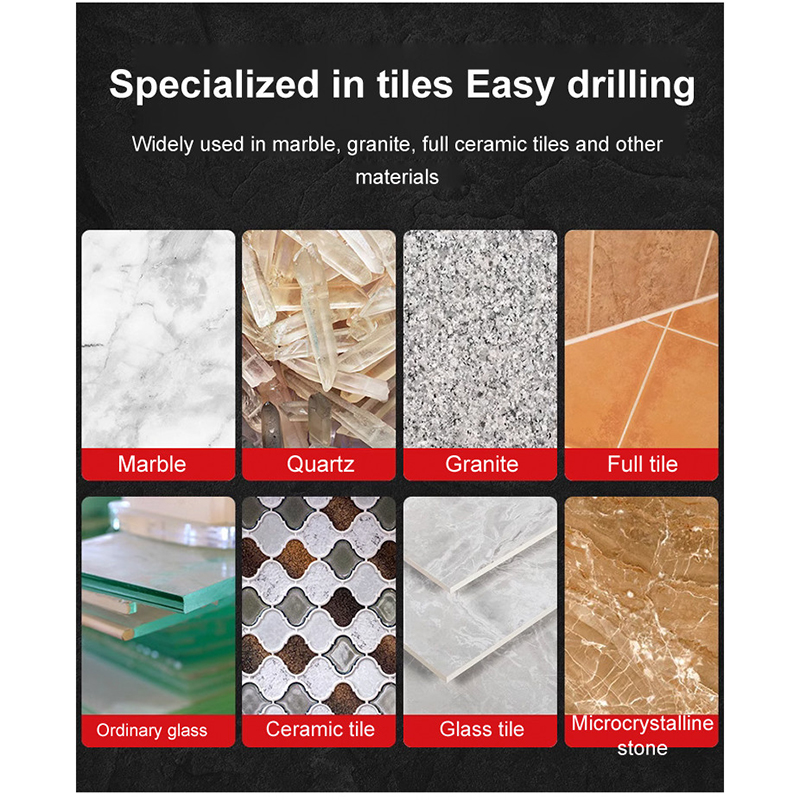 Specialized in tiles Easy drilling
Widely used in marble, granite, full ceramic tiles and other
materials
Marble
Quartz
Granite
Full tile
Ordinary glass
Ceramic tile
Glass tile
Microcrystalline
stone